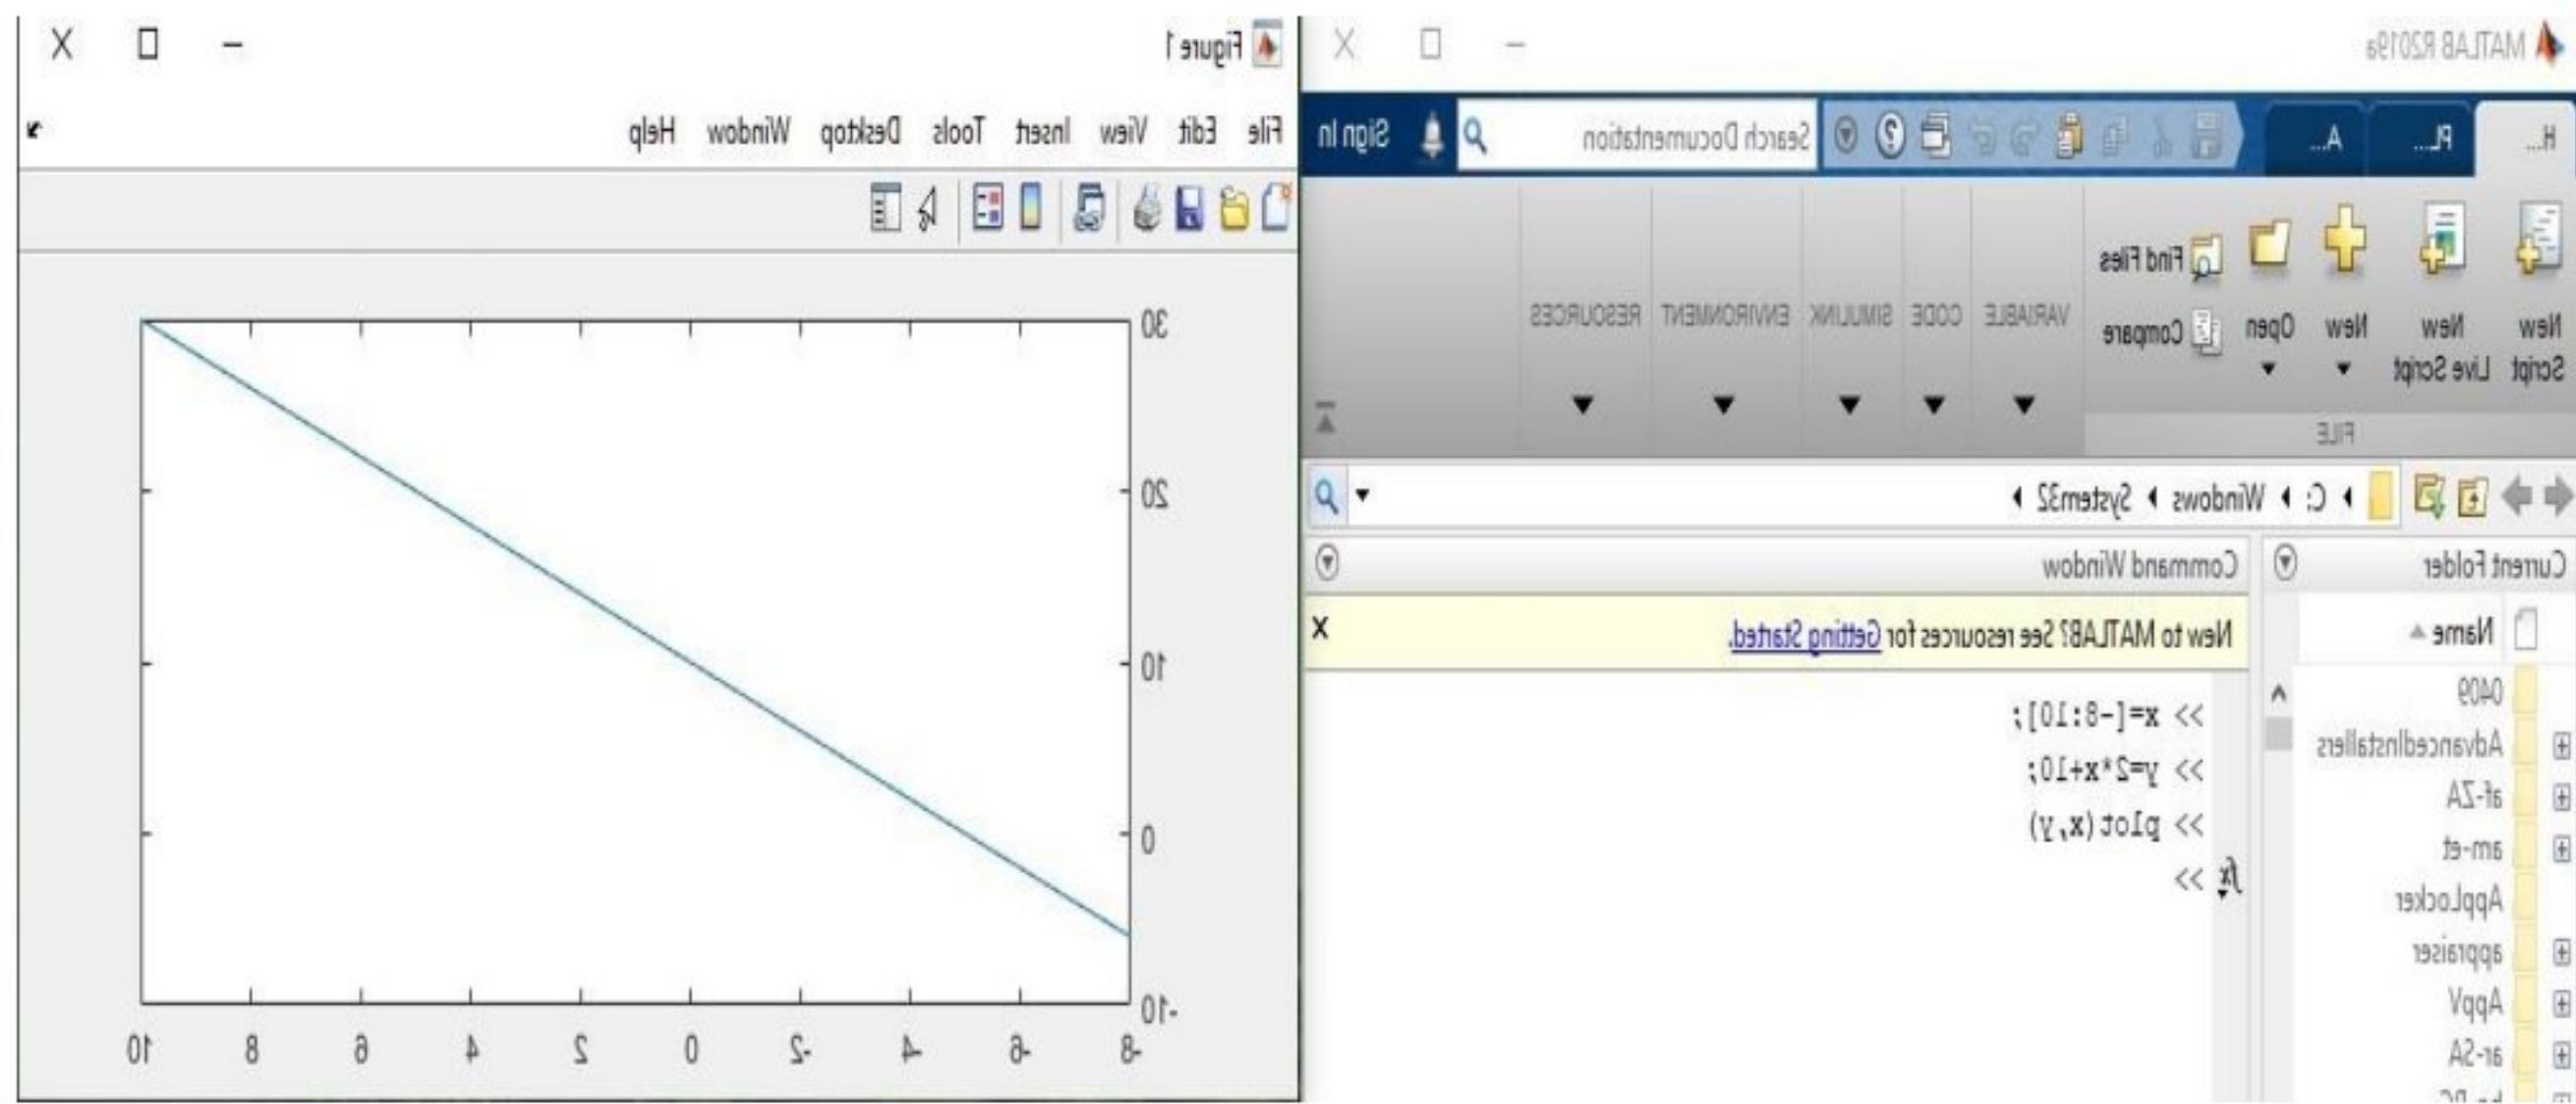 MATLAB R2019a
H... PL... A... Search Documentation Sign In
New Script
New Live Script
New
Open
Find Files
Compare
FILE
VARIABLE CODE SIMULINK ENVIRONMENT RESOURCES
C: Windows System32
Current Folder
Name
0409
AdvancedInstallers
af-ZA
am-et
AppLocker
appraiser
AppV
ar-SA
Command Window
New to MATLAB? See resources for Getting Started.
>> x=[-8:10];
>> y=2*x+10;
>> plot(x,y)
fx >>
Figure 1
File Edit View Insert Tools Desktop Window Help
30
20
10
0
-10
-8 -6 -4 -2 0 2 4 6 8 10